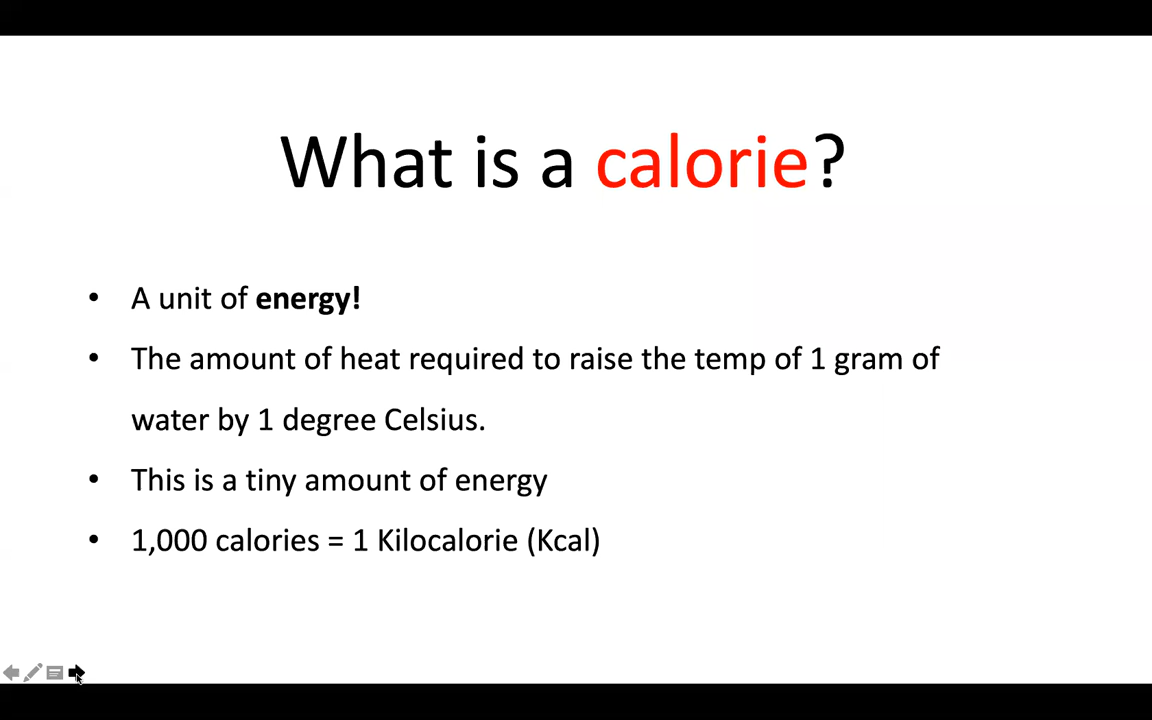 What is a calorie?
• A unit of energy!
• The amount of heat required to raise the temp of 1 gram of
water by 1 degree Celsius.
• This is a tiny amount of energy
• 1,000 calories = 1 Kilocalorie (Kcal)